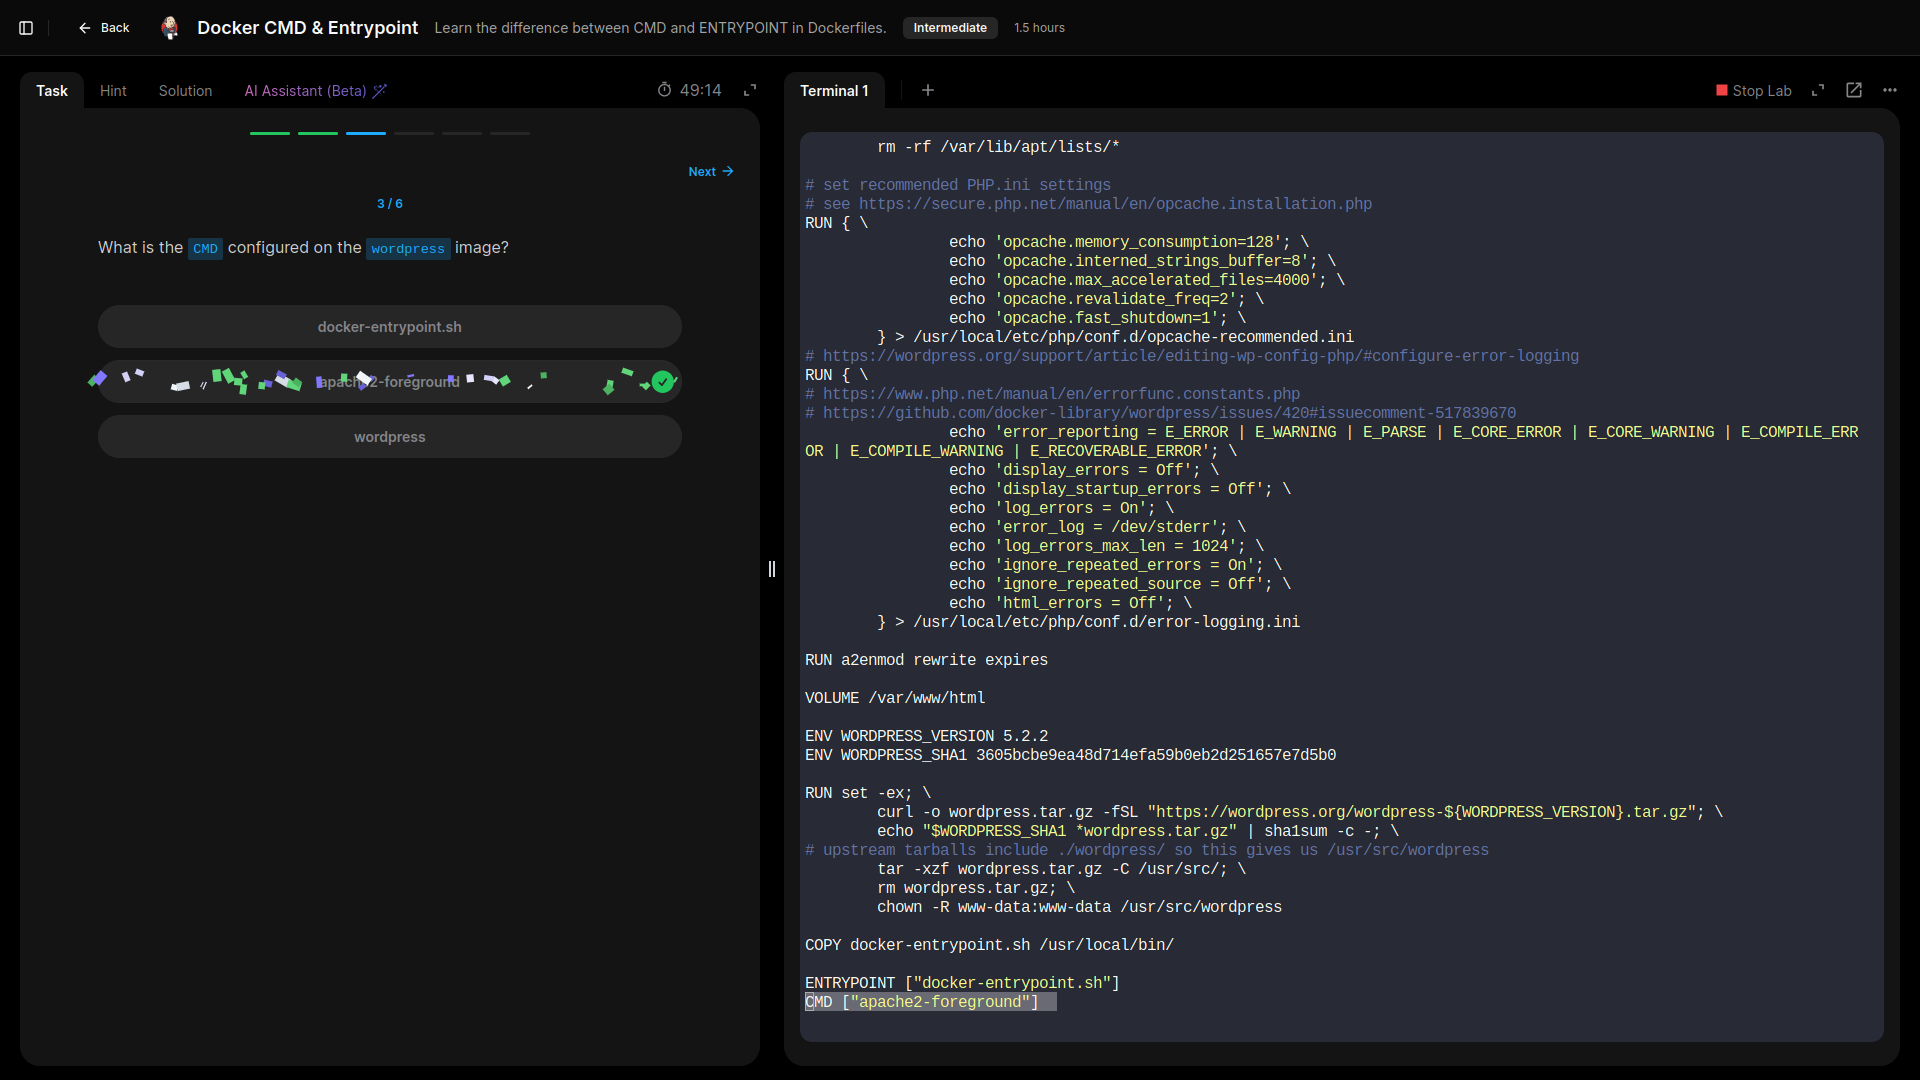 Back
Docker CMD & Entrypoint
Learn the difference between CMD and ENTRYPOINT in Dockerfiles.
Intermediate
1.5 hours
Task
Hint
Solution
AI Assistant (Beta)
49:14
Next
3 / 6
What is the CMD configured on the wordpress image?
docker-entrypoint.sh
apache2-foreground
wordpress
Terminal 1
Stop Lab
rm -rf /var/lib/apt/lists/*
# set recommended PHP.ini settings
# see https://secure.php.net/manual/en/opcache.installation.php
RUN { \
echo 'opcache.memory_consumption=128'; \
echo 'opcache.interned_strings_buffer=8'; \
echo 'opcache.max_accelerated_files=4000'; \
echo 'opcache.revalidate_freq=2'; \
echo 'opcache.fast_shutdown=1'; \
} > /usr/local/etc/php/conf.d/opcache-recommended.ini
# https://wordpress.org/support/article/editing-wp-config-php/#configure-error-logging
RUN { \
# https://www.php.net/manual/en/errorfunc.constants.php
# https://github.com/docker-library/wordpress/issues/420#issuecomment-517839670
echo 'error_reporting = E_ERROR | E_WARNING | E_PARSE | E_CORE_ERROR | E_CORE_WARNING | E_COMPILE_ERR
OR | E_COMPILE_WARNING | E_RECOVERABLE_ERROR'; \
echo 'display_errors = Off'; \
echo 'display_startup_errors = Off'; \
echo 'log_errors = On'; \
echo 'error_log = /dev/stderr'; \
echo 'log_errors_max_len = 1024'; \
echo 'ignore_repeated_errors = On'; \
echo 'ignore_repeated_source = Off'; \
echo 'html_errors = Off'; \
} > /usr/local/etc/php/conf.d/error-logging.ini
RUN a2enmod rewrite expires
VOLUME /var/www/html
ENV WORDPRESS_VERSION 5.2.2
ENV WORDPRESS_SHA1 3605bcbe9ea48d714efa59b0eb2d251657e7d5b0
RUN set -ex; \
curl -o wordpress.tar.gz -fSL "https://wordpress.org/wordpress-${WORDPRESS_VERSION}.tar.gz"; \
echo "$WORDPRESS_SHA1 *wordpress.tar.gz" | sha1sum -c -; \
# upstream tarballs include ./wordpress/ so this gives us /usr/src/wordpress
tar -xzf wordpress.tar.gz -C /usr/src/; \
rm wordpress.tar.gz; \
chown -R www-data:www-data /usr/src/wordpress
COPY docker-entrypoint.sh /usr/local/bin/
ENTRYPOINT ["docker-entrypoint.sh"]
CMD ["apache2-foreground"]